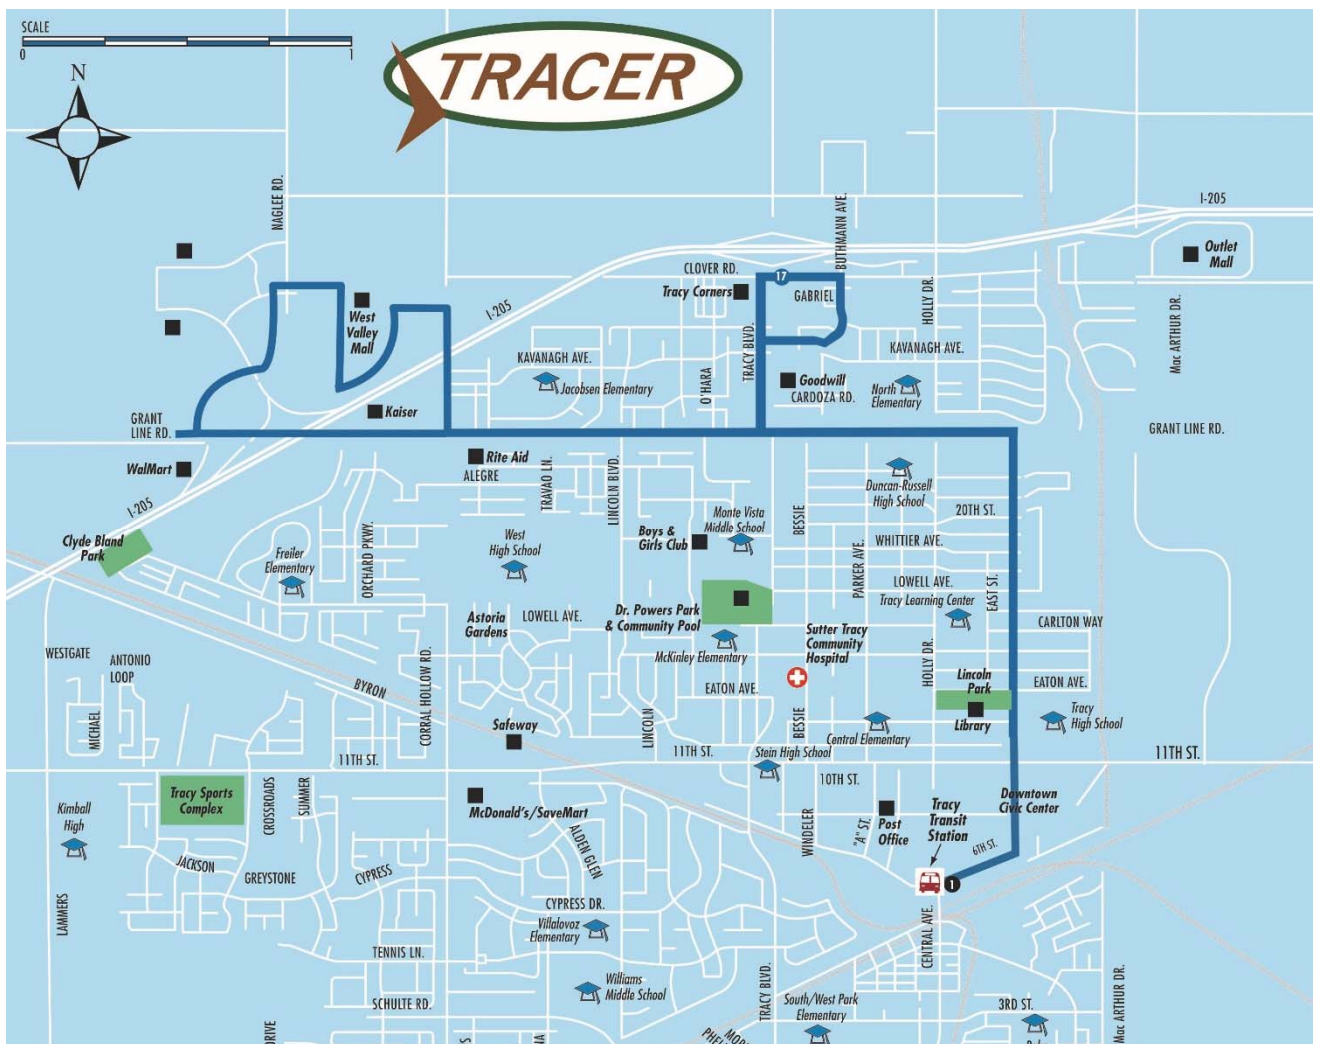 SCALE
0
1
N
TRACER
NAGLEE RD.
I-205
BUTHMANN AVE.
Outlet
Mall
CLOVER RD.
17
Tracy Corners
GABRIEL
HOLLY DR.
West
Valley
Mall
I-205
TRACY BLVD.
Mac ARTHUR DR.
KAVANAGH AVE.
KAVANAGH AVE.
Jacobsen Elementary
O'HARA
Goodwill
CARDOZA RD.
North
Elementary
Kaiser
GRANT
LINE RD.
GRANT LINE RD.
WalMart
Rite Aid
ALEGRE
TRAVAO LN.
LINCOLN BLVD.
Duncan-Russell
High School
I-205
20TH ST.
Monte Vista
Middle School
BESSIE
Boys &
Girls Club
WHITTIER AVE.
Clyde Bland
Park
Freiler
Elementary
ORCHARD PKWY.
West
High School
PARKER AVE.
LOWELL AVE.
Tracy Learning Center
EAST ST.
Astoria
Gardens
LOWELL AVE.
Dr. Powers Park
& Community Pool
Sutter Tracy
Community
Hospital
CARLTON WAY
WESTGATE
ANTONIO
LOOP
McKinley Elementary
HOLLY DR.
BYRON
CORRAL HOLLOW RD.
EATON AVE.
Lincoln
Park
EATON AVE.
MICHAEL
Safeway
LINCOLN
BESSIE
Central Elementary
Library
Tracy
High School
11TH ST.
11TH ST.
Stein High School
11TH ST.
10TH ST.
Tracy Sports
Complex
CROSSROADS
SUMMER
McDonald's/SaveMart
Downtown
Civic Center
Kimball
High
WINDELER
"A" ST.
Post
Office
Tracy
Transit
Station
ALDEN GLEN
6TH ST.
JACKSON
GREYSTONE
CYPRESS
1
LAMMERS
CYPRESS DR.
Villalovoz
Elementary
CENTRAL AVE.
TENNIS LN.
TRACY BLVD.
Williams
Middle School
SCHULTE RD.
South/West Park
Elementary
3RD ST.
Mac ARTHUR DR.
DRIVE